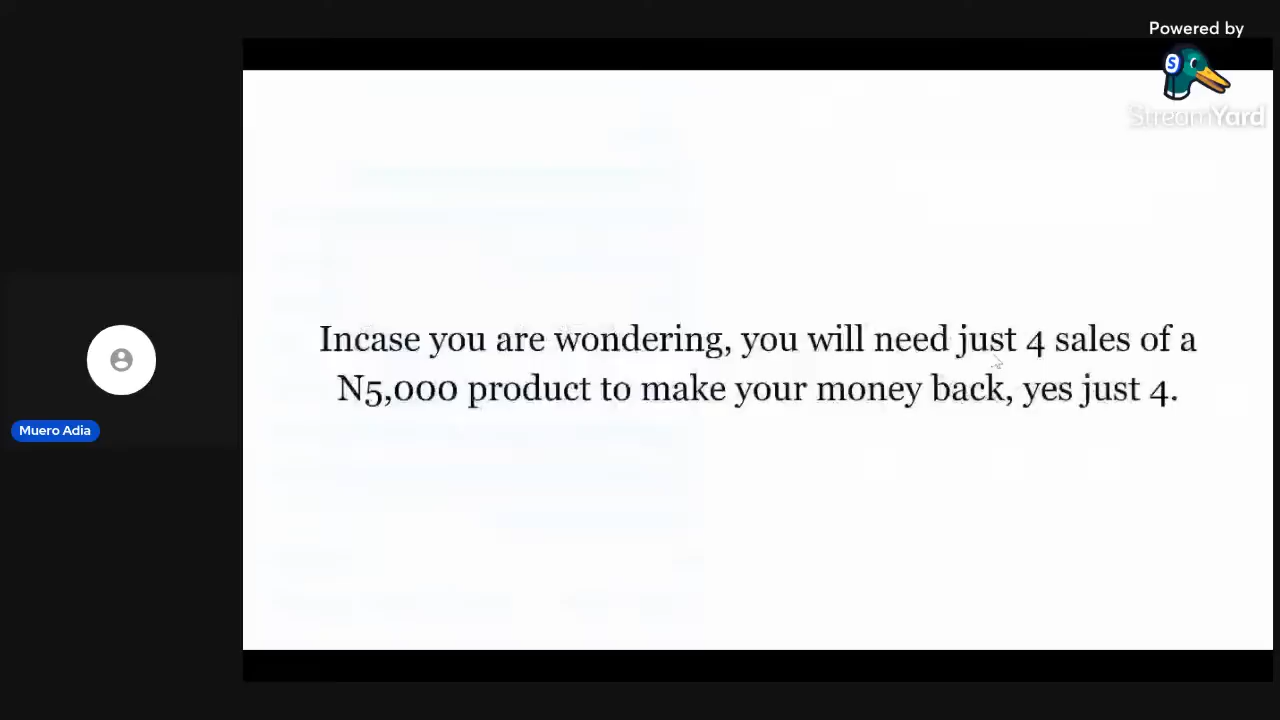 Powered by
S
StreamYard
Incase you are wondering, you will need just 4 sales of a
N5,000 product to make your money back, yes just 4.
Muero Adia